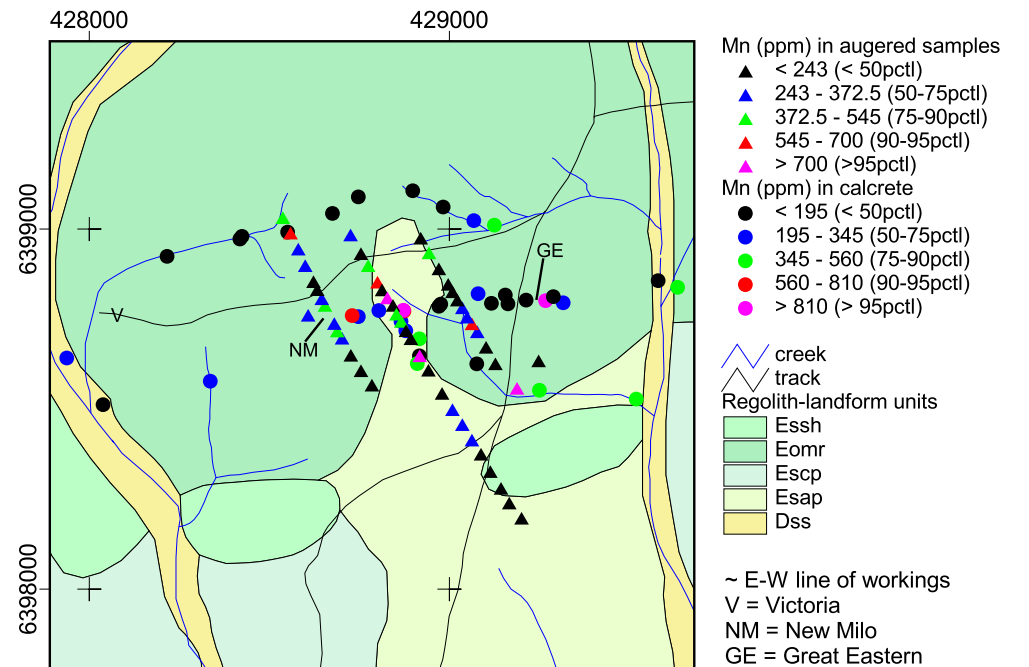 428000
429000
6399000
6398000
V
NM
GE
Mn (ppm) in augered samples
< 243 (< 50pctl)
243 - 372.5 (50-75pctl)
372.5 - 545 (75-90pctl)
545 - 700 (90-95pctl)
> 700 (>95pctl)
Mn (ppm) in calcrete
< 195 (< 50pctl)
195 - 345 (50-75pctl)
345 - 560 (75-90pctl)
560 - 810 (90-95pctl)
> 810 (> 95pctl)
creek
track
Regolith-landform units
Essh
Eomr
Escp
Esap
Dss
~ E-W line of workings
V = Victoria
NM = New Milo
GE = Great Eastern